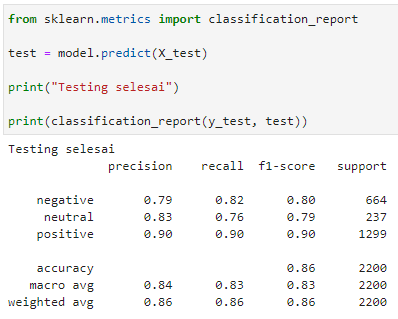 from sklearn.metrics import classification_report
test = model.predict(X_test)
print("Testing selesai")
print(classification_report(y_test, test))
Testing selesai
precision recall f1-score support
negative 0.79 0.82 0.80 664
neutral 0.83 0.76 0.79 237
positive 0.90 0.90 0.90 1299
accuracy 0.86 2200
macro avg 0.84 0.83 0.83 2200
weighted avg 0.86 0.86 0.86 2200